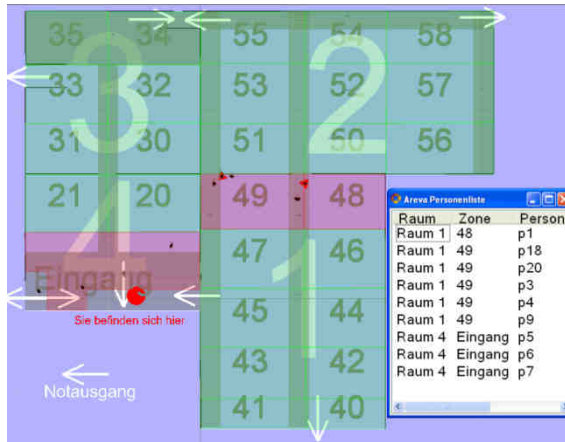 35 34 55 54 58
3 2
33 32 53 52 57
31 30 51 50 56
21 20 49 48
4 1
47 46
Eingang
45 44
Sie befinden sich hier
43 42
Notausgang
41 40
Areva Personenliste
Raum Zone Person
Raum 1 48 p1
Raum 1 49 p18
Raum 1 49 p20
Raum 1 49 p3
Raum 1 49 p4
Raum 1 49 p9
Raum 4 Eingang p5
Raum 4 Eingang p6
Raum 4 Eingang p7